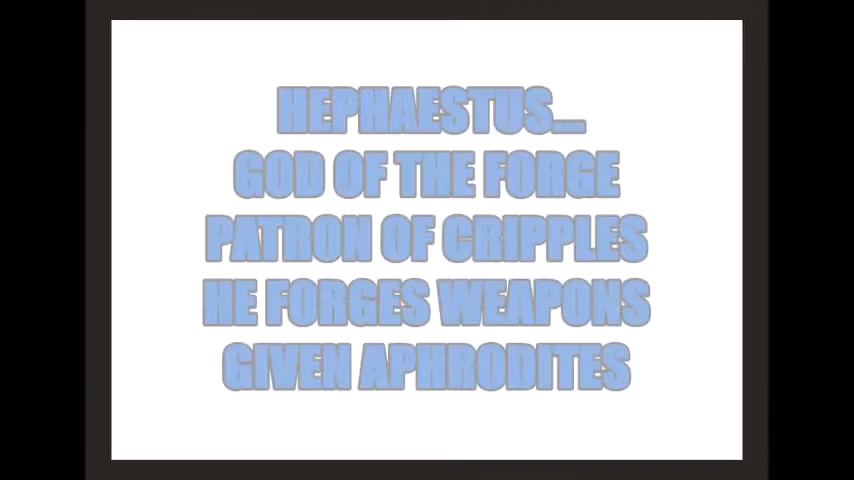 HEPHAESTUS...
GOD OF THE FORGE
PATRON OF CRIPPLES
HE FORGES WEAPONS
GIVEN APHRODITES